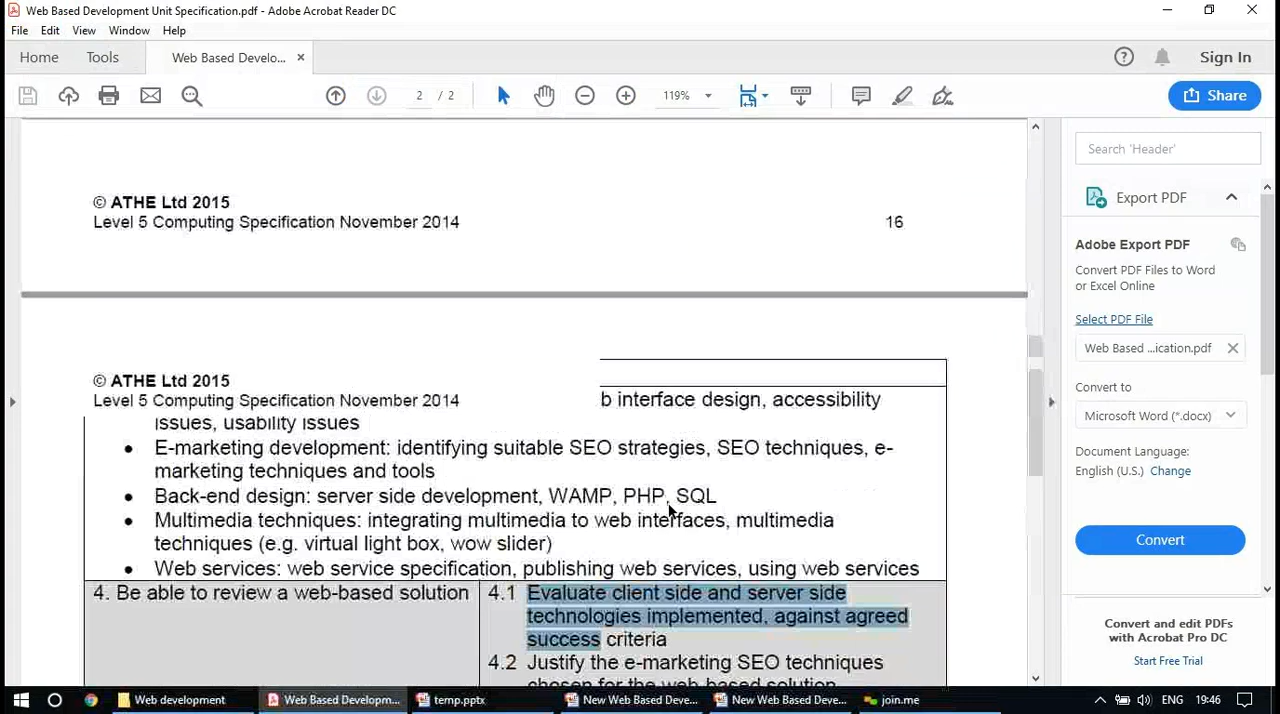 Web Based Development Unit Specification.pdf - Adobe Acrobat Reader DC
File Edit View Window Help
Home Tools Web Based Develo... × Sign In
2 / 2 119% Share
Search 'Header'
© ATHE Ltd 2015
Level 5 Computing Specification November 2014 16
Export PDF
Adobe Export PDF
Convert PDF Files to Word
or Excel Online
Select PDF File
Web Based ...ication.pdf
Convert to
Microsoft Word (*.docx)
Document Language:
English (U.S.) Change
Convert
Convert and edit PDFs
with Acrobat Pro DC
Start Free Trial
© ATHE Ltd 2015
Level 5 Computing Specification November 2014
b interface design, accessibility
issues, usability issues
• E-marketing development: identifying suitable SEO strategies, SEO techniques, e-
marketing techniques and tools
• Back-end design: server side development, WAMP, PHP, SQL
• Multimedia techniques: integrating multimedia to web interfaces, multimedia
techniques (e.g. virtual light box, wow slider)
• Web services: web service specification, publishing web services, using web services
4. Be able to review a web-based solution
4.1 Evaluate client side and server side
technologies implemented, against agreed
success criteria
4.2 Justify the e-marketing SEO techniques
chosen for the web-based solution
Web development
Web Based Developm...
temp.pptx
New Web Based Deve...
New Web Based Deve...
join.me
ENG 19:46